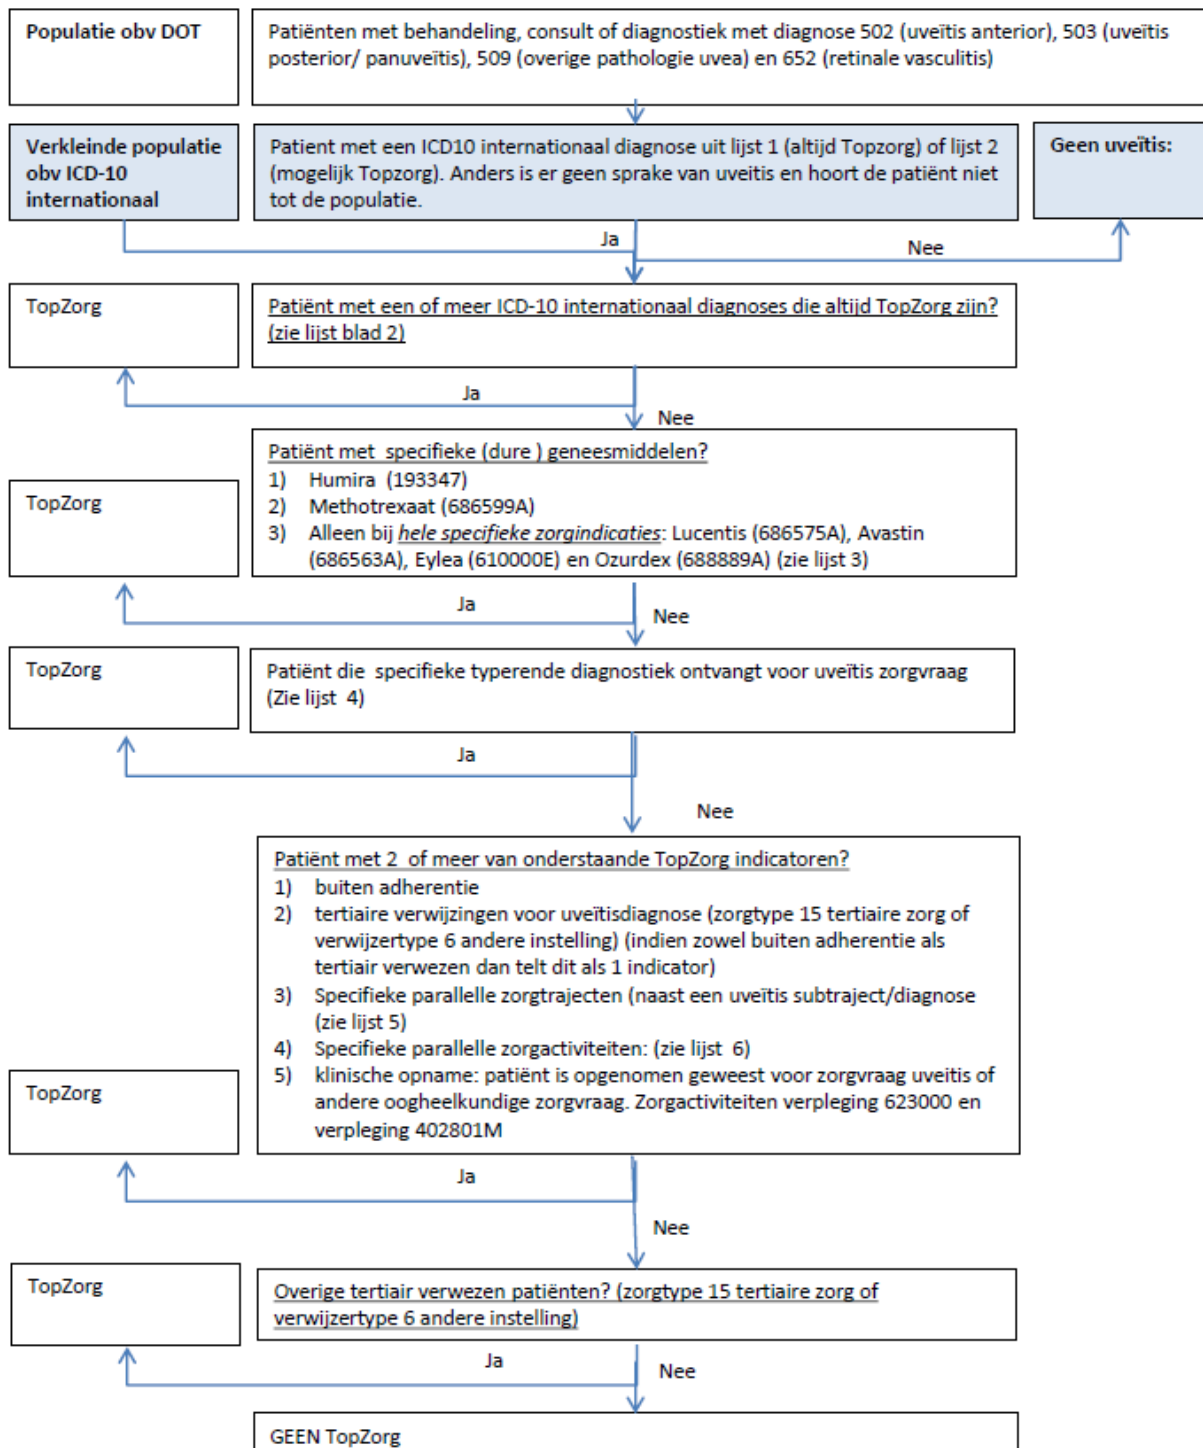 Populatie obv DOT
Patiënten met behandeling, consult of diagnostiek met diagnose 502 (uveïtis anterior), 503 (uveïtis
posterior/ panuveïtis), 509 (overige pathologie uvea) en 652 (retinale vasculitis)
Verkleinde populatie
obv ICD-10
internationaal
Patient met een ICD10 internationaal diagnose uit lijst 1 (altijd Topzorg) of lijst 2
(mogelijk Topzorg). Anders is er geen sprake van uveitis en hoort de patiënt niet
tot de populatie.
Geen uveïtis:
Ja
Nee
TopZorg
Patiënt met een of meer ICD-10 internationaal diagnoses die altijd TopZorg zijn?
(zie lijst blad 2)
Ja
Nee
TopZorg
Patiënt met specifieke (dure ) geneesmiddelen?
1) Humira (193347)
2) Methotrexaat (686599A)
3) Alleen bij hele specifieke zorgindicaties: Lucentis (686575A), Avastin
(686563A), Eylea (610000E) en Ozurdex (688889A) (zie lijst 3)
Ja
Nee
TopZorg
Patiënt die specifieke typerende diagnostiek ontvangt voor uveïtis zorgvraag
(Zie lijst 4)
Ja
Nee
Patiënt met 2 of meer van onderstaande TopZorg indicatoren?
1) buiten adherentie
2) tertiaire verwijzingen voor uveïtisdiagnose (zorgtype 15 tertiaire zorg of
verwijzertype 6 andere instelling) (indien zowel buiten adherentie als
tertiair verwezen dan telt dit als 1 indicator)
3) Specifieke parallelle zorgtrajecten (naast een uveïtis subtraject/diagnose
(zie lijst 5)
4) Specifieke parallelle zorgactiviteiten: (zie lijst 6)
5) klinische opname: patiënt is opgenomen geweest voor zorgvraag uveitis of
andere oogheelkundige zorgvraag. Zorgactiviteiten verpleging 623000 en
verpleging 402801M
TopZorg
Ja
Nee
TopZorg
Overige tertiair verwezen patiënten? (zorgtype 15 tertiaire zorg of
verwijzertype 6 andere instelling)
Ja
Nee
GEEN TopZorg